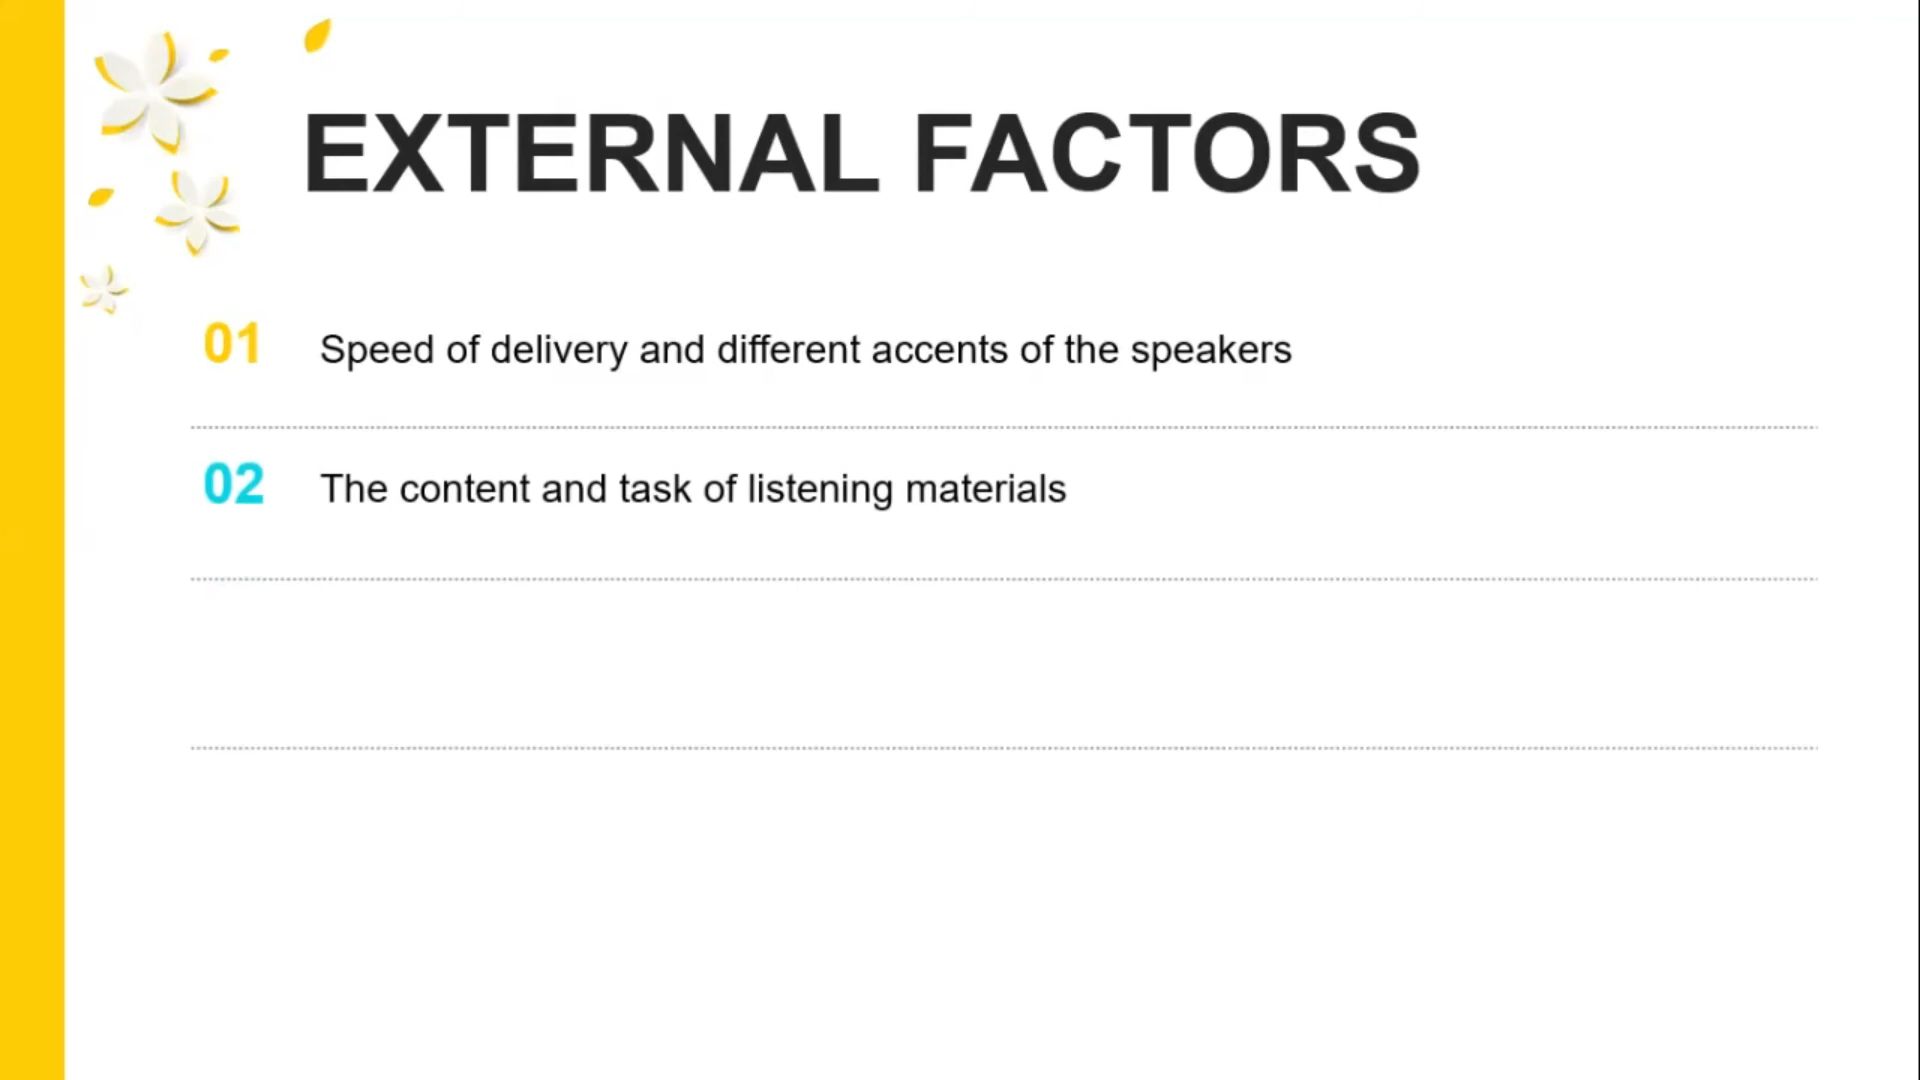 EXTERNAL FACTORS
01 Speed of delivery and different accents of the speakers
02 The content and task of listening materials